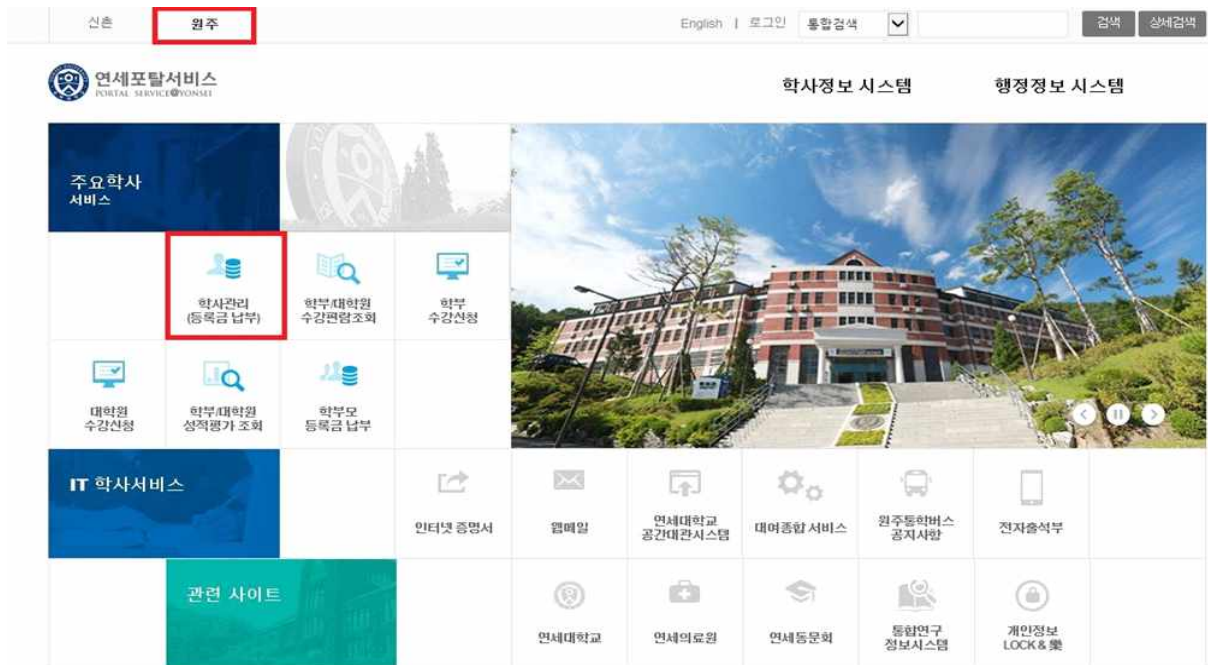 신촌
원주
English | 로그인 통합검색 검색 상세검색
연세포탈서비스
PORTAL SERVICE@YONSEI
학사정보 시스템
행정정보 시스템
주요학사
서비스
학사관리
(등록금 납부)
학부/대학원
수강편람조회
학부
수강신청
대학원
수강신청
학부/대학원
성적평가 조회
학부모
등록금 납부
IT 학사서비스
인터넷 증명서
웹메일
연세대학교
공간대관시스템
대여종합 서비스
원주통학버스
공지사항
전자출석부
관련 사이트
연세대학교
연세의료원
연세동문회
통합연구
정보시스템
개인정보
LOCK & 樂